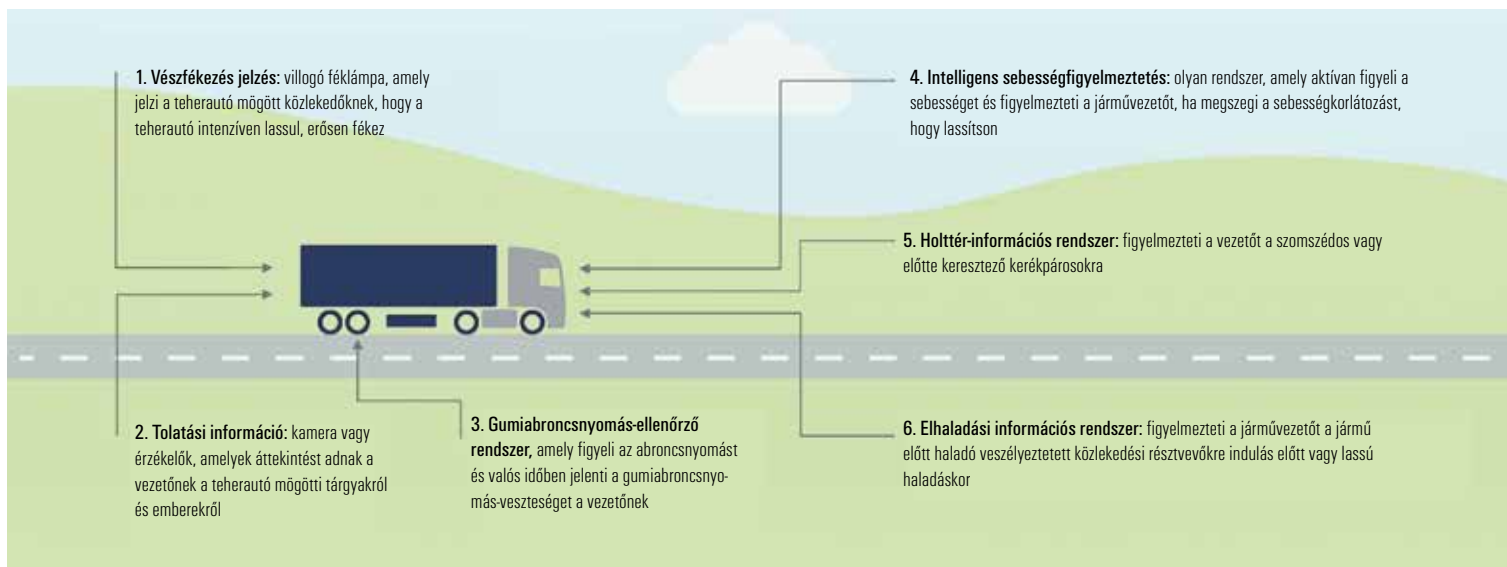 1. Vészfékezés jelzés: villogó féklámpa, amely
jelzi a teherautó mögött közlekedőknek, hogy a
teherautó intenzíven lassul, erősen fékez
2. Tolatási információ: kamera vagy
érzékelők, amelyek áttekintést adnak a
vezetőnek a teherautó mögötti tárgyakról
és emberekről
3. Gumiabroncsnyomás-ellenőrző
rendszer, amely figyeli az abroncsnyomást
és valós időben jelenti a gumiabroncsnyo-
más-veszteséget a vezetőnek
4. Intelligens sebességfigyelmeztetés: olyan rendszer, amely aktívan figyeli a
sebességet és figyelmezteti a járművezetőt, ha megszegi a sebességkorlátozást,
hogy lassítson
5. Holttér-információs rendszer: figyelmezteti a vezetőt a szomszédos vagy
előtte keresztező kerékpárosokra
6. Elhaladási információs rendszer: figyelmezteti a járművezetőt a jármű
előtt haladó veszélyeztetett közlekedési résztvevőkre indulás előtt vagy lassú
haladáskor